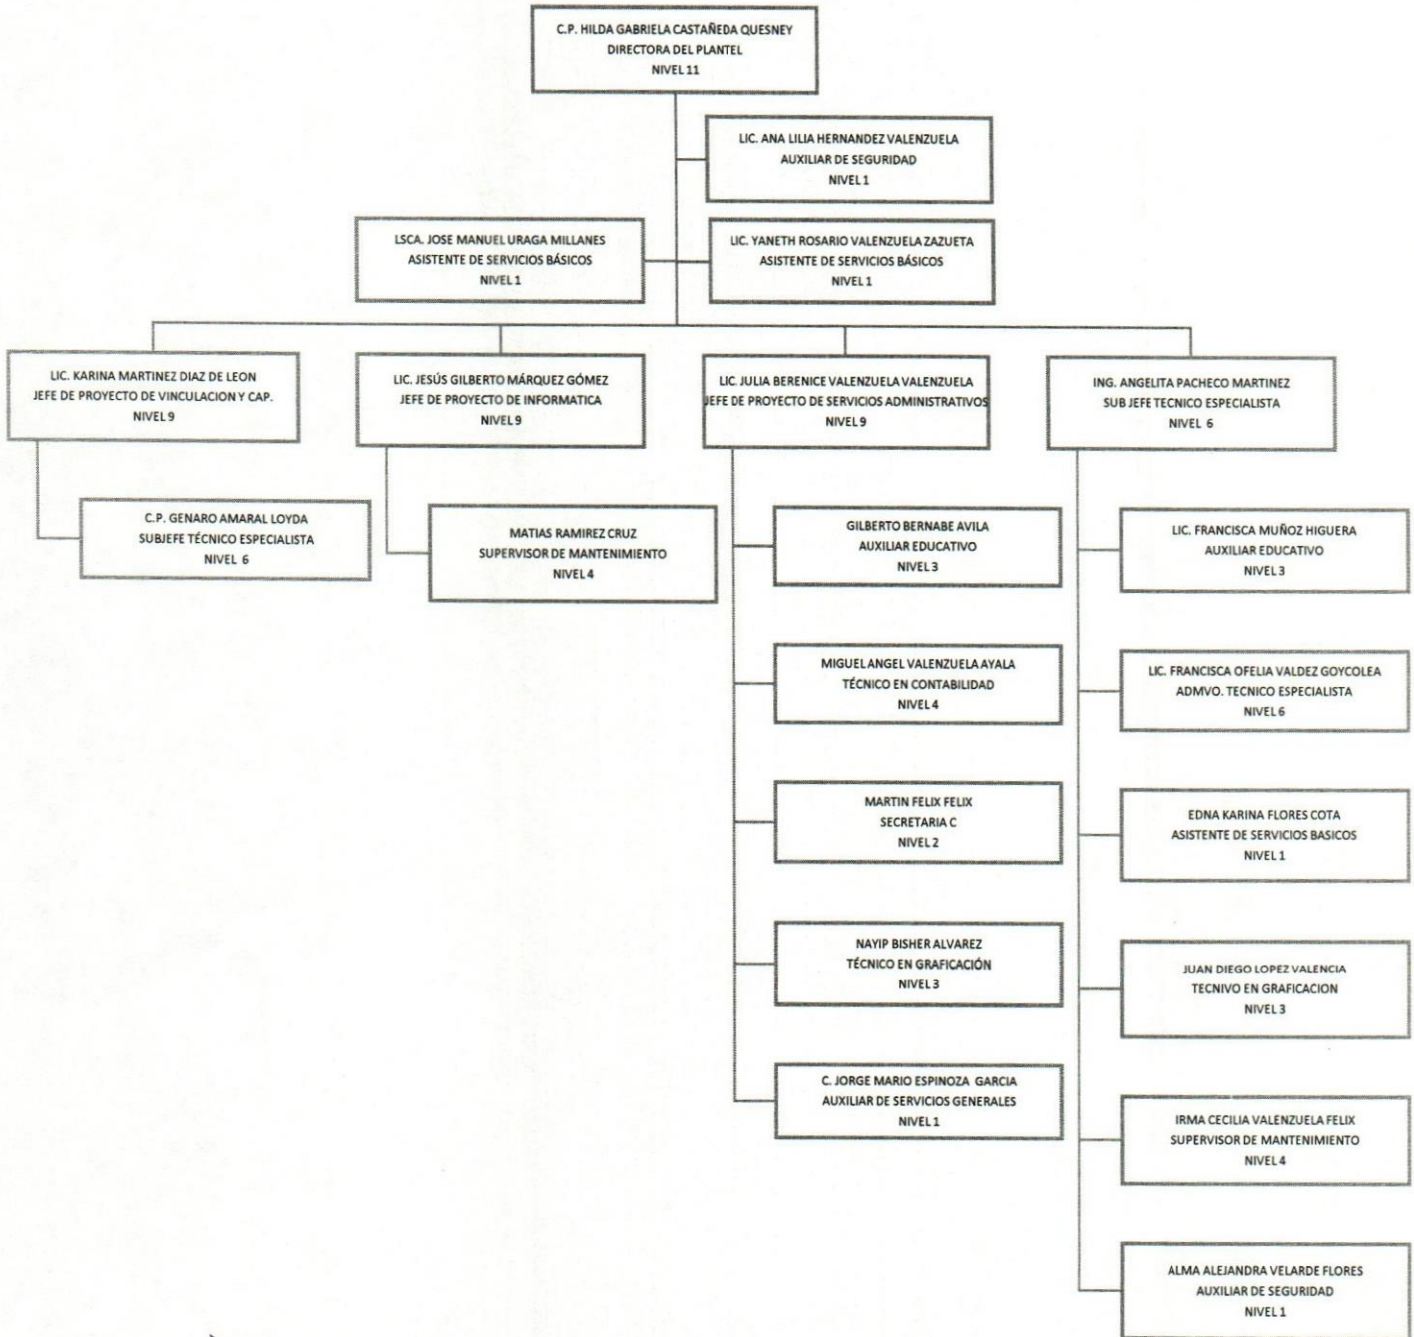 C.P. HILDA GABRIELA CASTAÑEDA QUESNEY
DIRECTORA DEL PLANTEL
NIVEL 11
LIC. ANA LILIA HERNANDEZ VALENZUELA
AUXILIAR DE SEGURIDAD
NIVEL 1
LSCA. JOSE MANUEL URAGA MILLANES
ASISTENTE DE SERVICIOS BÁSICOS
NIVEL 1
LIC. YANETH ROSARIO VALENZUELA ZAZUETA
ASISTENTE DE SERVICIOS BÁSICOS
NIVEL 1
LIC. KARINA MARTINEZ DIAZ DE LEON
JEFE DE PROYECTO DE VINCULACION Y CAP.
NIVEL 9
LIC. JESÚS GILBERTO MÁRQUEZ GÓMEZ
JEFE DE PROYECTO DE INFORMATICA
NIVEL 9
LIC. JULIA BERENICE VALENZUELA VALENZUELA
JEFE DE PROYECTO DE SERVICIOS ADMINISTRATIVOS
NIVEL 9
ING. ANGELITA PACHECO MARTINEZ
SUB JEFE TECNICO ESPECIALISTA
NIVEL 6
C.P. GENARO AMARAL LOYDA
SUBJEFE TÉCNICO ESPECIALISTA
NIVEL 6
MATIAS RAMIREZ CRUZ
SUPERVISOR DE MANTENIMIENTO
NIVEL 4
GILBERTO BERNABE AVILA
AUXILIAR EDUCATIVO
NIVEL 3
MIGUEL ANGEL VALENZUELA AYALA
TÉCNICO EN CONTABILIDAD
NIVEL 4
MARTIN FELIX FELIX
SECRETARIA C
NIVEL 2
NAYIP BISHER ALVAREZ
TÉCNICO EN GRAFICACIÓN
NIVEL 3
C. JORGE MARIO ESPINOZA GARCIA
AUXILIAR DE SERVICIOS GENERALES
NIVEL 1
LIC. FRANCISCA MUÑOZ HIGUERA
AUXILIAR EDUCATIVO
NIVEL 3
LIC. FRANCISCA OFELIA VALDEZ GOYCOLEA
ADMVO. TECNICO ESPECIALISTA
NIVEL 6
EDNA KARINA FLORES COTA
ASISTENTE DE SERVICIOS BASICOS
NIVEL 1
JUAN DIEGO LOPEZ VALENCIA
TECNIVO EN GRAFICACION
NIVEL 3
IRMA CECILIA VALENZUELA FELIX
SUPERVISOR DE MANTENIMIENTO
NIVEL 4
ALMA ALEJANDRA VELARDE FLORES
AUXILIAR DE SEGURIDAD
NIVEL 1